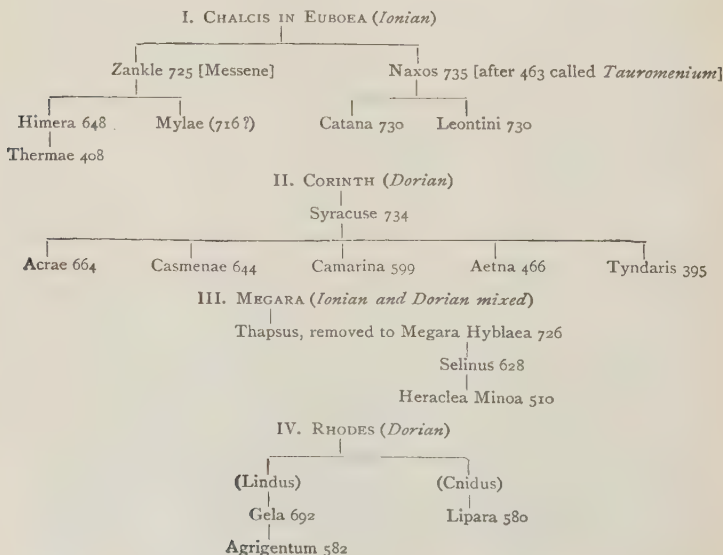 I. CHALCIS IN EUBOEA (Ionian)
Zankle 725 [Messene] Naxos 735 [after 463 called Tauromenium]
Himera 648 Mylae (716?) Catana 730 Leontini 730
Thermae 408
II. CORINTH (Dorian)
Syracuse 734
Acrae 664 Casmenae 644 Camarina 599 Aetna 466 Tyndaris 395
III. MEGARA (Ionian and Dorian mixed)
Thapsus, removed to Megara Hyblaea 726
Selinus 628
Heraclea Minoa 510
IV. RHODES (Dorian)
(Lindus) (Cnidus)
Gela 692 Lipara 580
Agrigentum 582